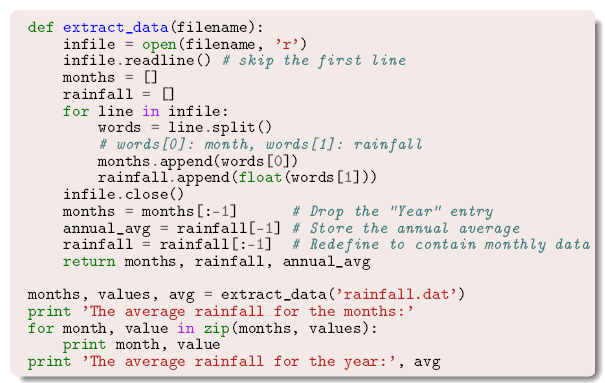 def extract_data(filename):
    infile = open(filename, 'r')
    infile.readline() # skip the first line
    months = []
    rainfall = []
    for line in infile:
        words = line.split()
        # words[0]: month, words[1]: rainfall
        months.append(words[0])
        rainfall.append(float(words[1]))
    infile.close()
    months = months[:-1]      # Drop the "Year" entry
    annual_avg = rainfall[-1] # Store the annual average
    rainfall = rainfall[:-1]  # Redefine to contain monthly data
    return months, rainfall, annual_avg

months, values, avg = extract_data('rainfall.dat')
print 'The average rainfall for the months:'
for month, value in zip(months, values):
    print month, value
print 'The average rainfall for the year:', avg